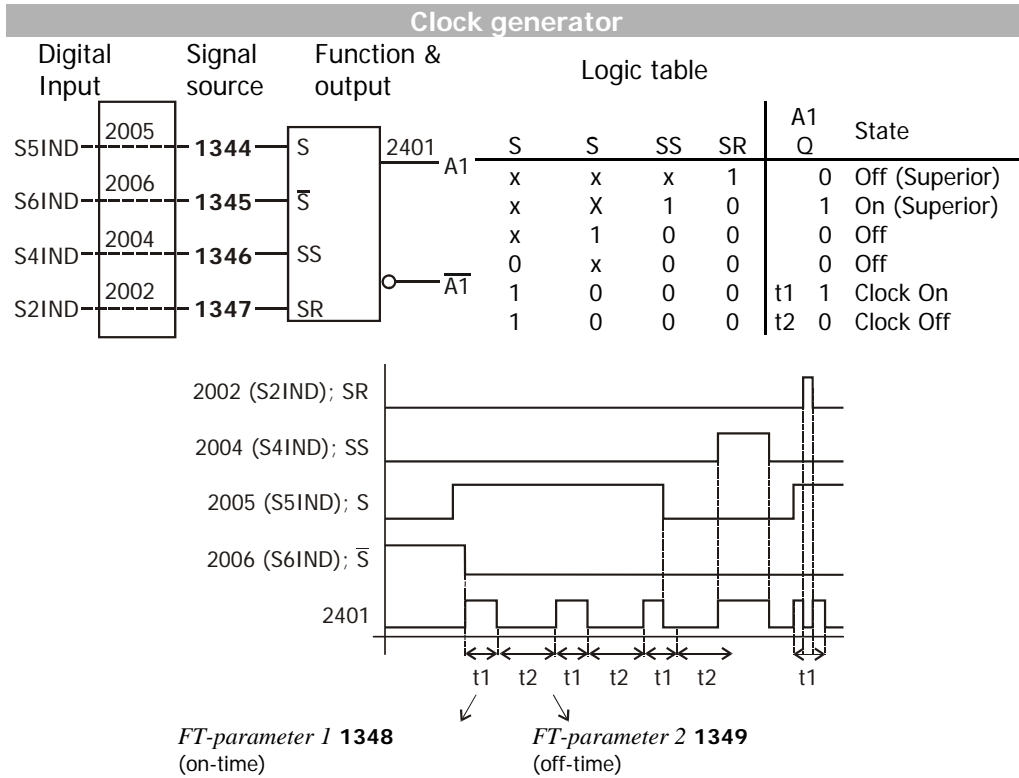 Clock generator
Digital Input
Signal source
Function & output
Logic table
S5IND 2005 1344 S 2401 A1
S6IND 2006 1345 S̅
S4IND 2004 1346 SS
A̅1̅
S2IND 2002 1347 SR
S S SS SR A1 Q State
x x x 1 0 Off (Superior)
x X 1 0 1 On (Superior)
x 1 0 0 0 Off
0 x 0 0 0 Off
1 0 0 0 t1 1 Clock On
1 0 0 0 t2 0 Clock Off
2002 (S2IND); SR
2004 (S4IND); SS
2005 (S5IND); S
2006 (S6IND); S̅
2401
t1 t2 t1 t2 t1 t2 t1
FT-parameter 1 1348
(on-time)
FT-parameter 2 1349
(off-time)